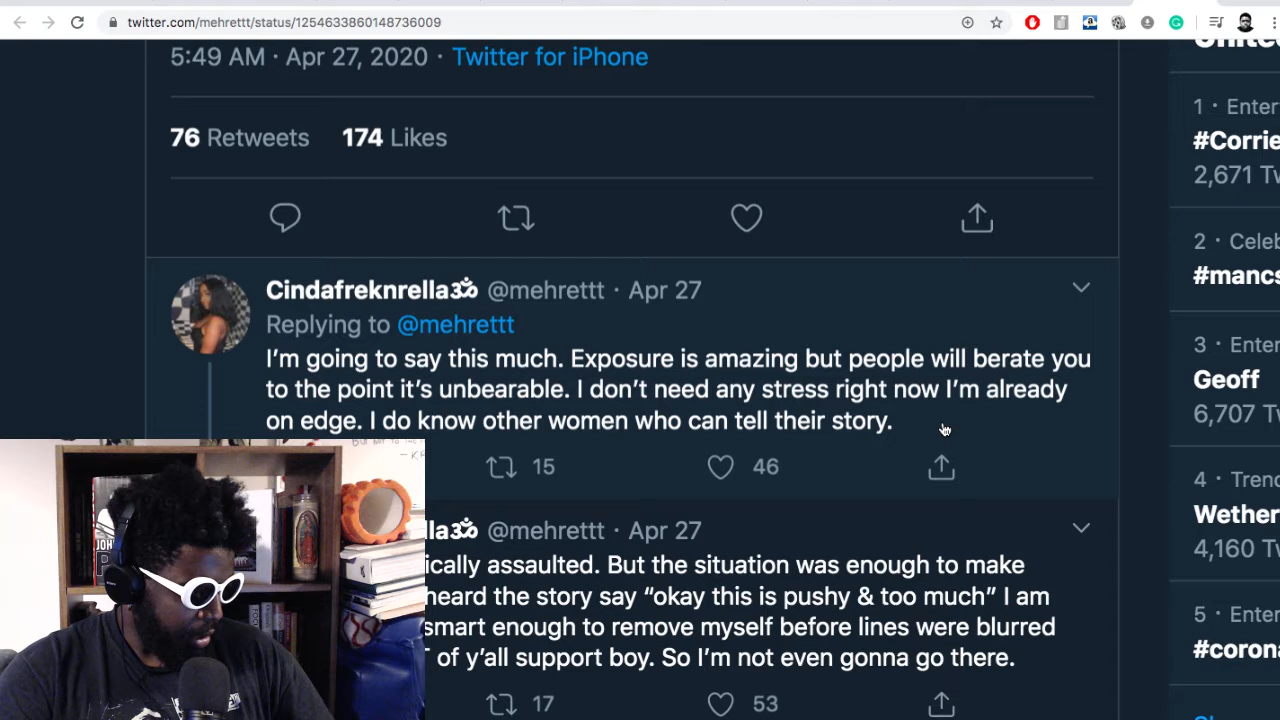 twitter.com/mehrettt/status/1254633860148736009
5:49 AM · Apr 27, 2020 · Twitter for iPhone
76 Retweets 174 Likes
Cindafreknrellaॐ @mehrettt · Apr 27
Replying to @mehrettt
I'm going to say this much. Exposure is amazing but people will berate you
to the point it's unbearable. I don't need any stress right now I'm already
on edge. I do know other women who can tell their story.
15 46
llaॐ @mehrettt · Apr 27
ically assaulted. But the situation was enough to make
heard the story say “okay this is pushy & too much” I am
smart enough to remove myself before lines were blurred
of y'all support boy. So I'm not even gonna go there.
17 53
1 · Enter
#Corrie
2,671 Tw
2 · Celeb
#mancs
3 · Enter
Geoff
6,707 Tw
4 · Trend
Wether
4,160 Tw
5 · Enter
#corona